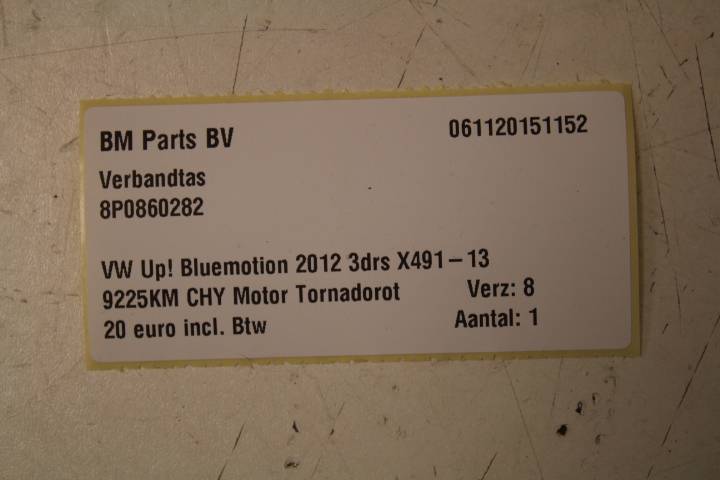 BM Parts BV 061120151152
Verbandtas
8P0860282
VW Up! Bluemotion 2012 3drs X491-13
9225KM CHY Motor Tornadorot Verz: 8
20 euro incl. Btw Aantal: 1